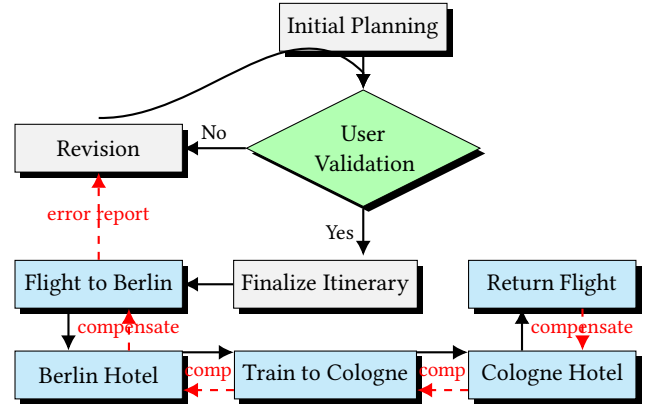 Initial Planning
User
Validation
No
Revision
error report
Yes
Flight to Berlin
Finalize Itinerary
Return Flight
compensate
compensate
Berlin Hotel
comp
Train to Cologne
comp
Cologne Hotel